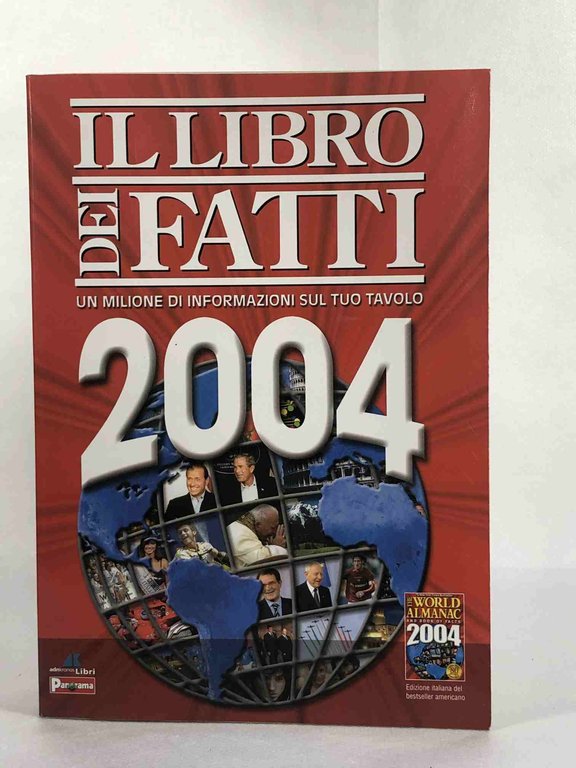 IL LIBRO
DEI FATTI
UN MILIONE DI INFORMAZIONI SUL TUO TAVOLO
2004
THE WORLD
ALMANAC
AND BOOK OF FACTS
2004
Edizione italiana del
bestseller americano
adnkronos Libri
Panorama